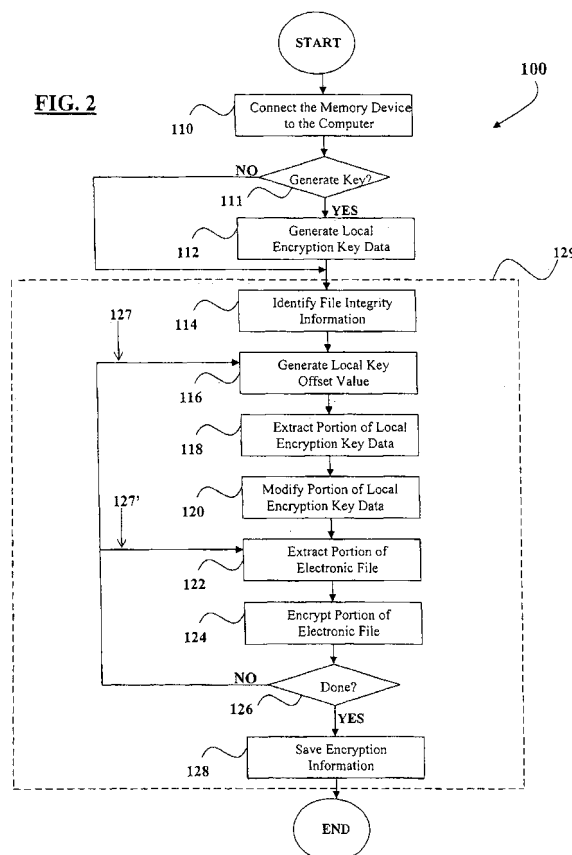 START
FIG. 2
100
Connect the Memory Device
to the Computer
110
NO
Generate Key?
111
YES
Generate Local
Encryption Key Data
112
129
Identify File Integrity
Information
114
127
Generate Local Key
Offset Value
116
Extract Portion of Local
Encryption Key Data
118
Modify Portion of Local
Encryption Key Data
120
127'
Extract Portion of
Electronic File
122
Encrypt Portion of
Electronic File
124
NO
Done?
126
YES
Save Encryption
Information
128
END